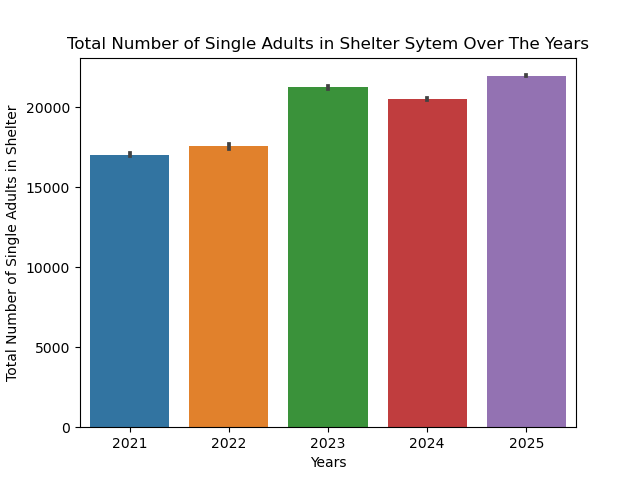 Total Number of Single Adults in Shelter Sytem Over The Years
Total Number of Single Adults in Shelter
20000
15000
10000
5000
0
2021 2022 2023 2024 2025
Years